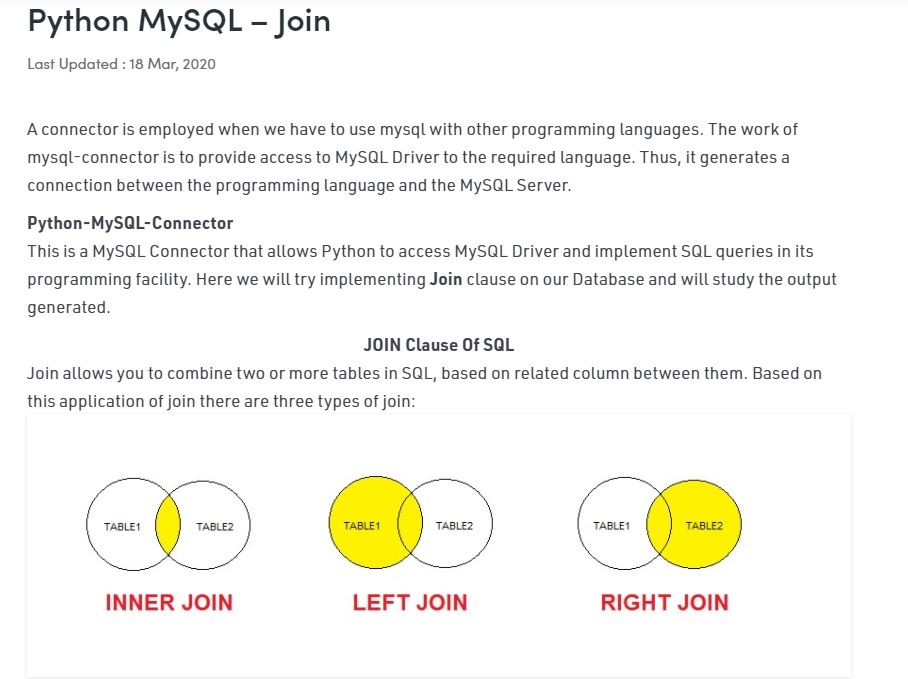 Python MySQL – Join
Last Updated : 18 Mar, 2020
A connector is employed when we have to use mysql with other programming languages. The work of
mysql-connector is to provide access to MySQL Driver to the required language. Thus, it generates a
connection between the programming language and the MySQL Server.
Python-MySQL-Connector
This is a MySQL Connector that allows Python to access MySQL Driver and implement SQL queries in its
programming facility. Here we will try implementing Join clause on our Database and will study the output
generated.
JOIN Clause Of SQL
Join allows you to combine two or more tables in SQL, based on related column between them. Based on
this application of join there are three types of join:
TABLE1 TABLE2 TABLE1 TABLE2 TABLE1 TABLE2
INNER JOIN LEFT JOIN RIGHT JOIN